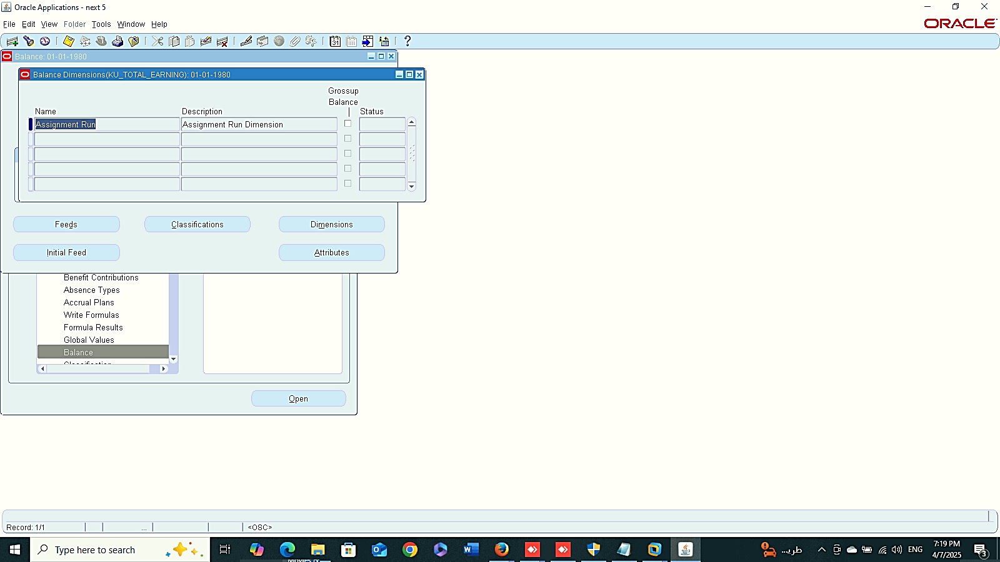 Oracle Applications - next 5
File Edit View Folder Tools Window Help
ORACLE
Balance: 01-01-1980
Balance Dimensions(KU_TOTAL_EARNING): 01-01-1980
Grossup
Balance
Name Description Status
Assignment Run Assignment Run Dimension
Feeds Classifications Dimensions
Initial Feed Attributes
Benefit Contributions
Absence Types
Accrual Plans
Write Formulas
Formula Results
Global Values
Balance
Classification
Open
Record: 1/1 ... <OSC>
Type here to search
طريـ...
ENG
7:19 PM
4/7/2025
3